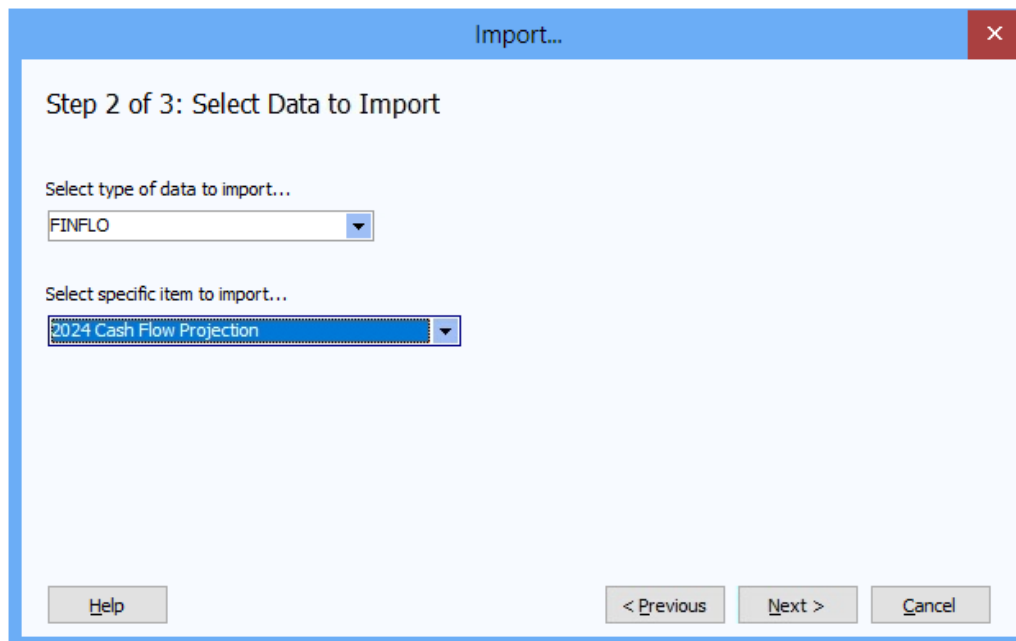 Import...
Step 2 of 3: Select Data to Import
Select type of data to import...
FINFLO
Select specific item to import...
2024 Cash Flow Projection
Help
< Previous
Next >
Cancel